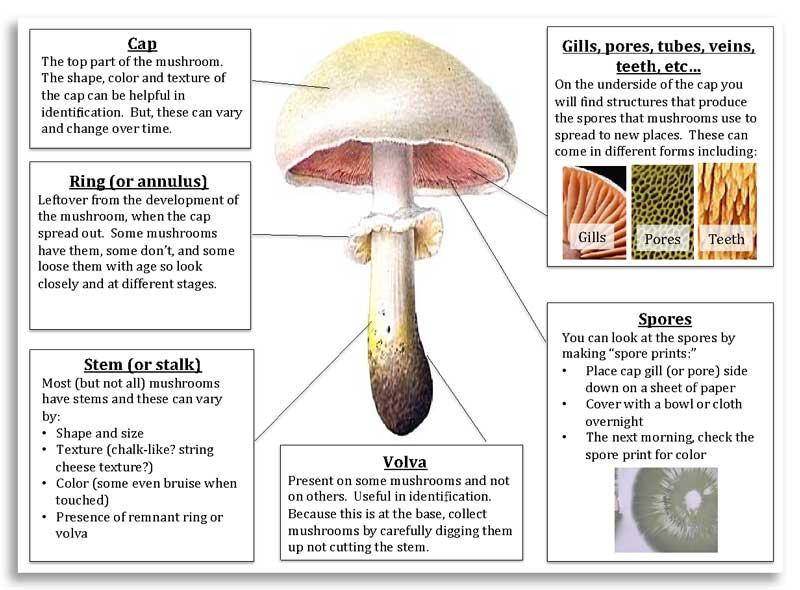 Cap
The top part of the mushroom.
The shape, color and texture of
the cap can be helpful in
identification.  But, these can vary
and change over time.
Ring (or annulus)
Leftover from the development of
the mushroom, when the cap
spread out.  Some mushrooms
have them, some don't, and some
loose them with age so look
closely and at different stages.
Stem (or stalk)
Most (but not all) mushrooms
have stems and these can vary
by:
• Shape and size
• Texture (chalk-like? string
cheese texture?)
• Color (some even bruise when
touched)
• Presence of remnant ring or
volva
Volva
Present on some mushrooms and not
on others.  Useful in identification.
Because this is at the base, collect
mushrooms by carefully digging them
up not cutting the stem.
Gills, pores, tubes, veins,
teeth, etc...
On the underside of the cap you
will find structures that produce
the spores that mushrooms use to
spread to new places.  These can
come in different forms including:
Gills Pores Teeth
Spores
You can look at the spores by
making "spore prints:"
• Place cap gill (or pore) side
down on a sheet of paper
• Cover with a bowl or cloth
overnight
• The next morning, check the
spore print for color